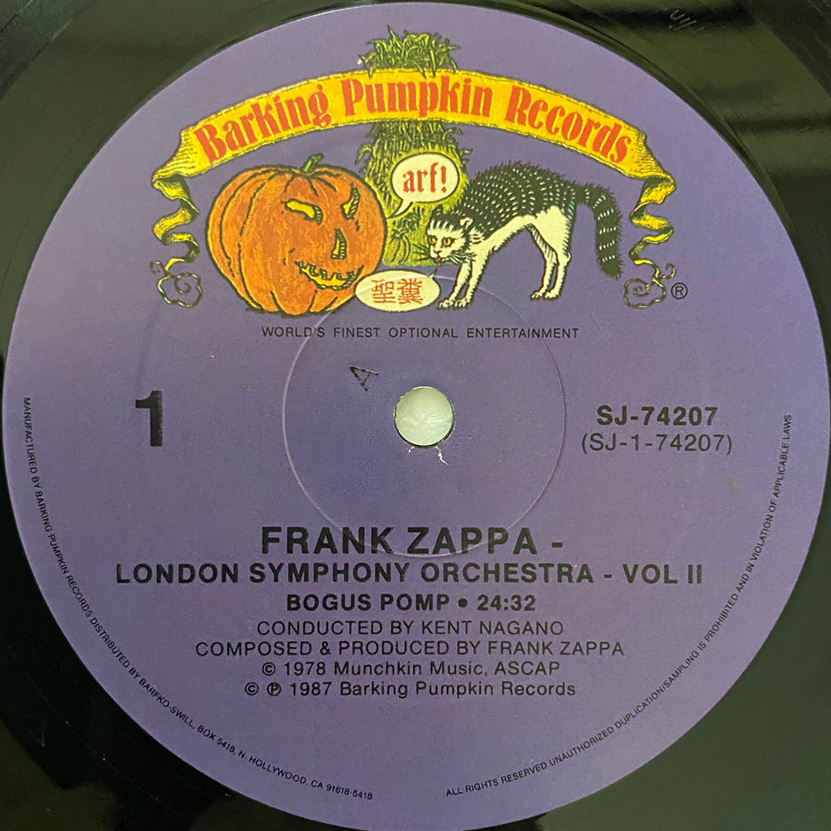 Barking Pumpkin Records
arf!
聖糞
®
WORLD'S FINEST OPTIONAL ENTERTAINMENT
A
1
SJ-74207
(SJ-1-74207)
FRANK ZAPPA -
LONDON SYMPHONY ORCHESTRA - VOL II
BOGUS POMP • 24:32
CONDUCTED BY KENT NAGANO
COMPOSED & PRODUCED BY FRANK ZAPPA
© 1978 Munchkin Music, ASCAP
© ℗ 1987 Barking Pumpkin Records
MANUFACTURED BY BARKING PUMPKIN RECORDS DISTRIBUTED BY BARFKO-SWILL, BOX 5418, N. HOLLYWOOD, CA 91618-5418
ALL RIGHTS RESERVED UNAUTHORIZED DUPLICATION/SAMPLING IS PROHIBITED AND IN VIOLATION OF APPLICABLE LAWS